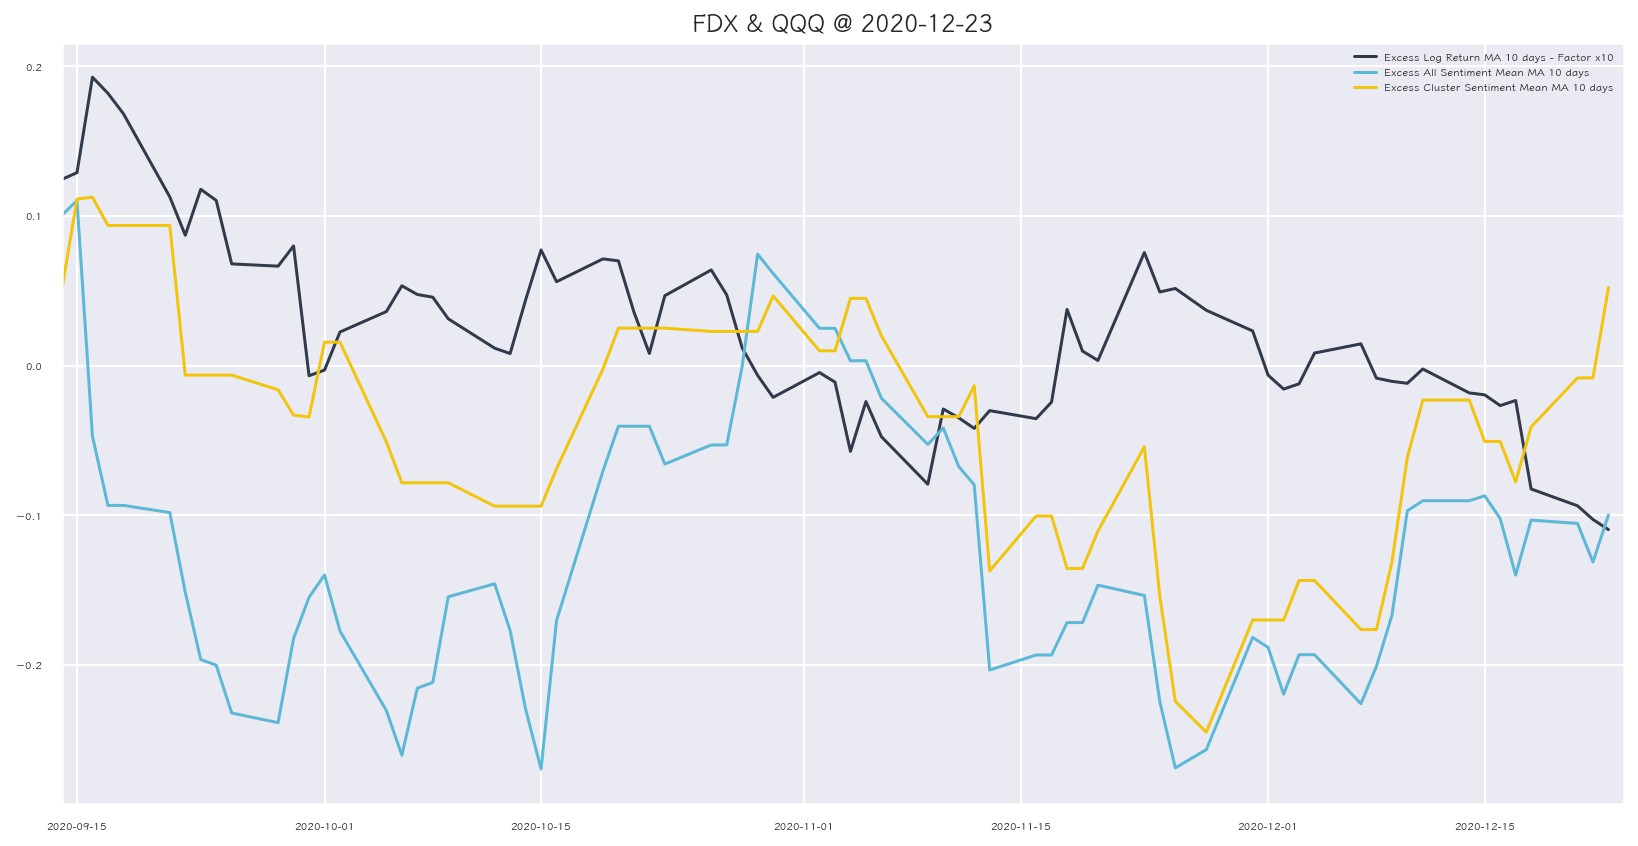 FDX & QQQ @ 2020-12-23
Excess Log Return MA 10 days - Factor x10
Excess All Sentiment Mean MA 10 days
Excess Cluster Sentiment Mean MA 10 days
0.2
0.1
0.0
−0.1
−0.2
2020-09-15 2020-10-01 2020-10-15 2020-11-01 2020-11-15 2020-12-01 2020-12-15